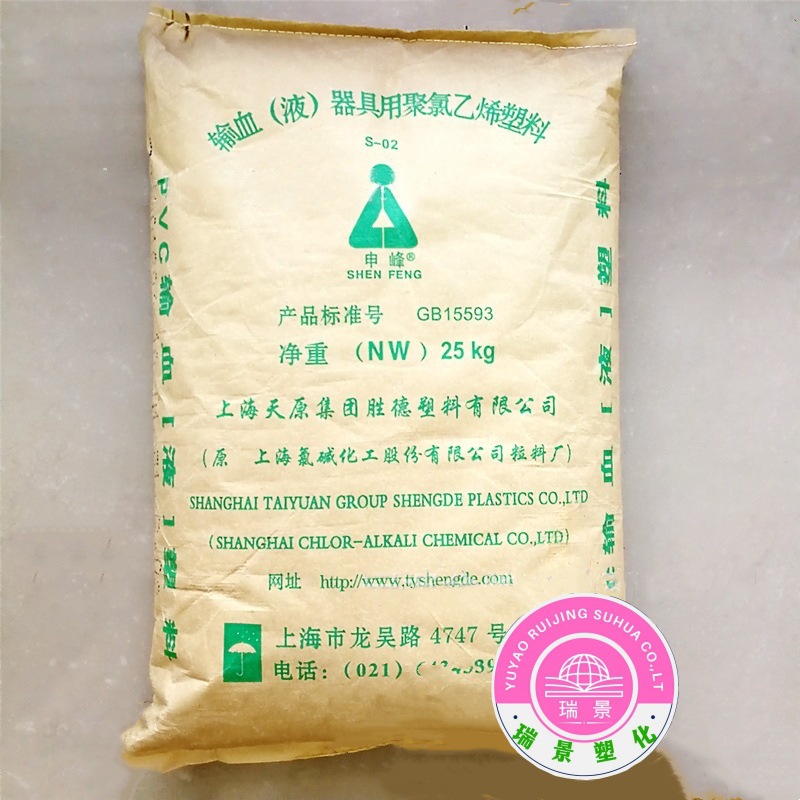 输血（液）器具用聚氯乙烯塑料
S-02
申峰®
SHEN FENG
产品标准号 GB15593
净重 （NW）25 kg
上海天原集团胜德塑料有限公司
（原 上海氯碱化工股份有限公司粒料厂）
SHANGHAI TAIYUAN GROUP SHENGDE PLASTICS CO.,LTD
（SHANGHAI CHLOR-ALKALI CHEMICAL CO.,LTD）
网址 http://www.tyshengde.com
上海市龙吴路 4747 号
电话：（021）
PVC输血［液］塑料
YUYAO RUIJING SUHUA CO.,LT
瑞景
·瑞景塑化·